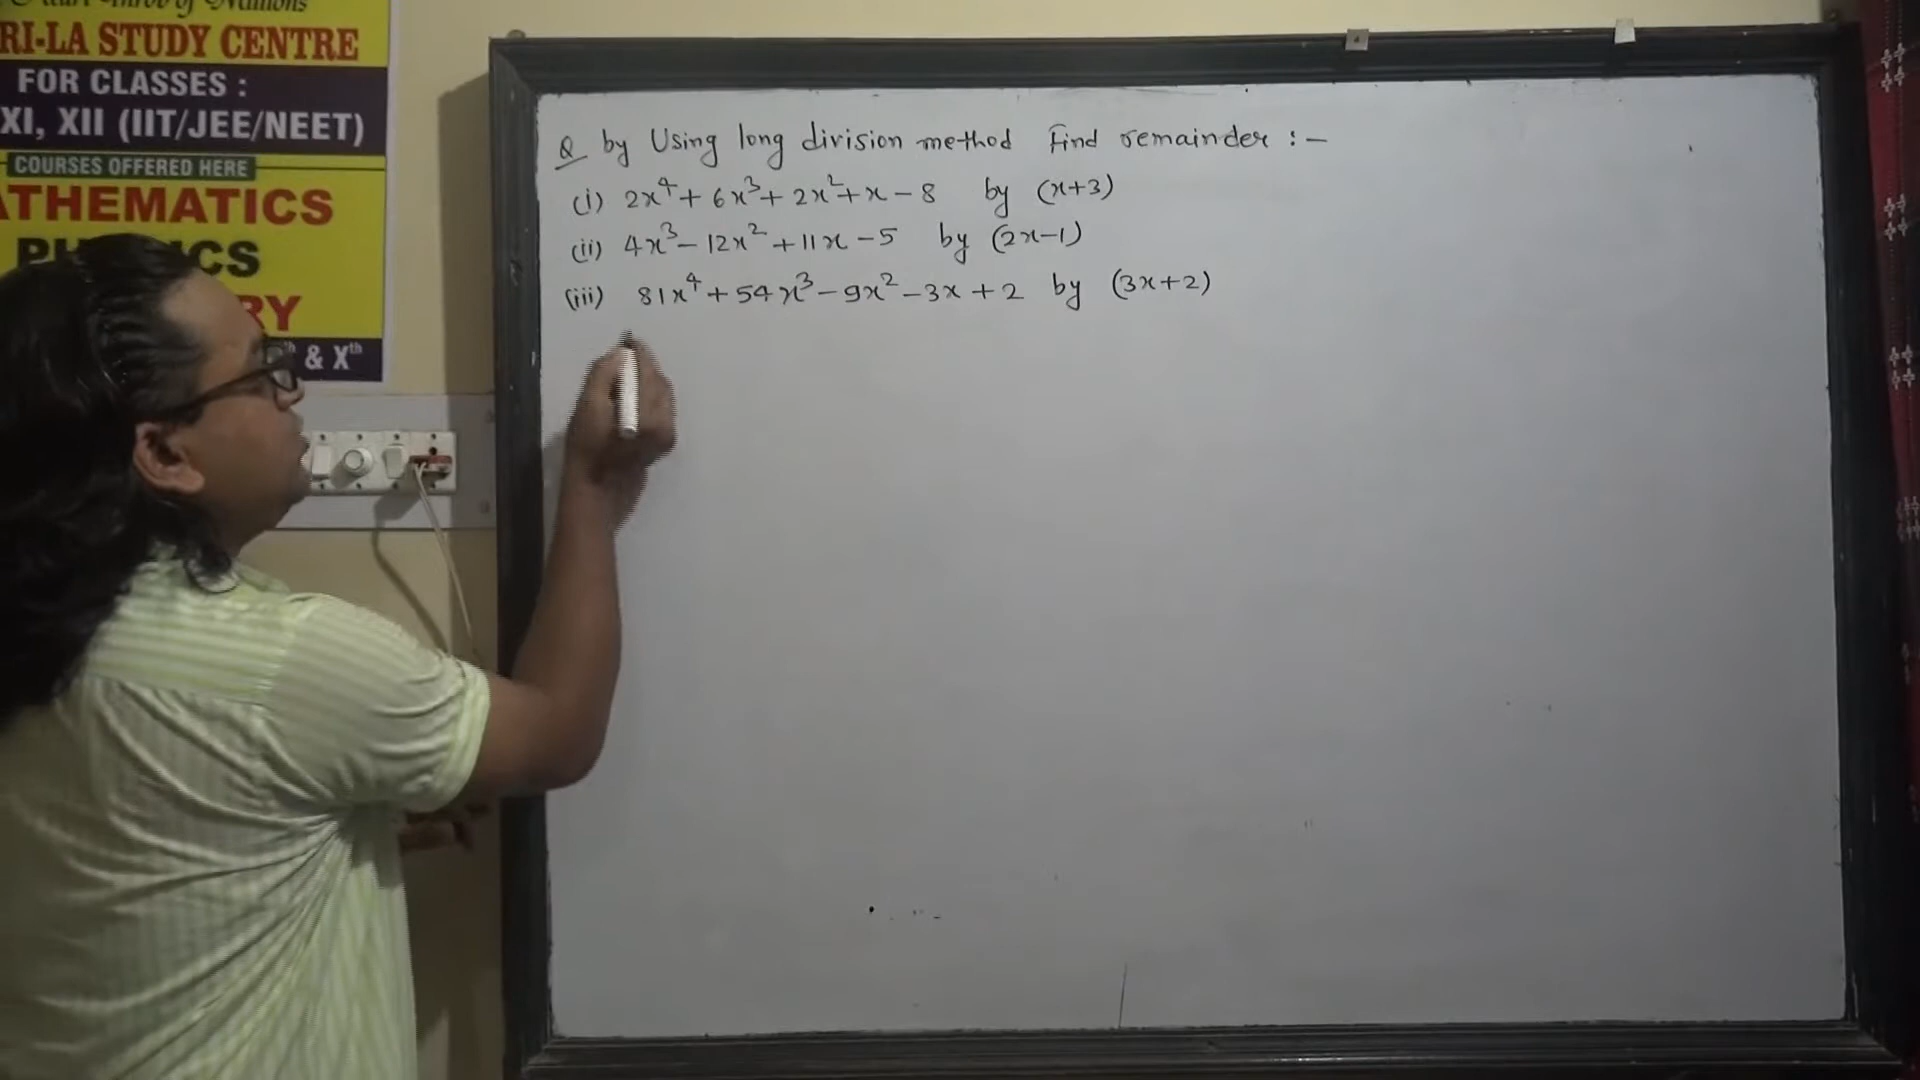 RI-LA STUDY CENTRE
FOR CLASSES :
XI, XII (IIT/JEE/NEET)
COURSES OFFERED HERE
ATHEMATICS
& Xth
Q by Using long division method Find remainder :-
(i) 2x⁴ + 6x³ + 2x² + x - 8 by (x+3)
(ii) 4x³ - 12x² + 11x - 5 by (2x-1)
(iii) 81x⁴ + 54x³ - 9x² - 3x + 2 by (3x+2)